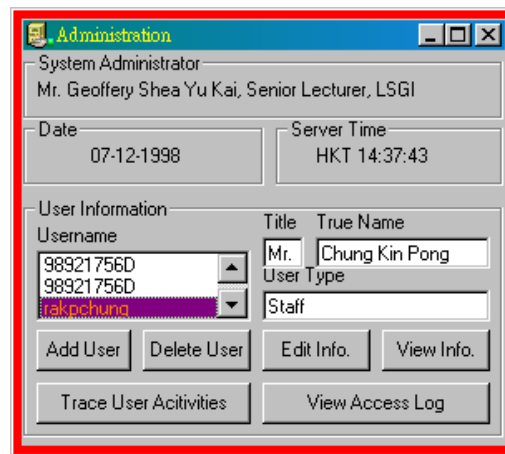 Administration
System Administrator
Mr. Geoffery Shea Yu Kai, Senior Lecturer, LSGI
Date
07-12-1998
Server Time
HKT 14:37:43
User Information
Username
98921756D
98921756D
rakpchung
Title True Name
Mr. Chung Kin Pong
User Type
Staff
Add User Delete User Edit Info. View Info.
Trace User Acitivities View Access Log